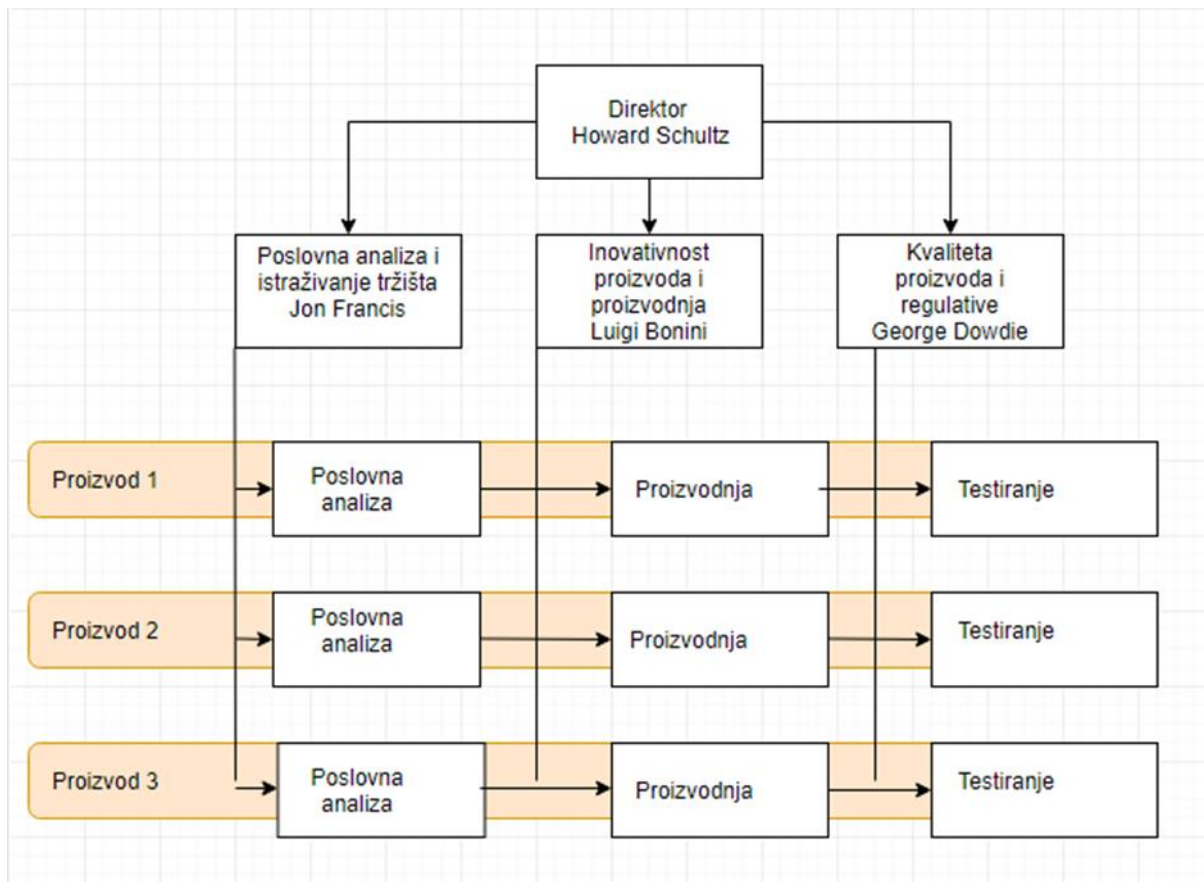 Direktor
Howard Schultz
Poslovna analiza i
istraživanje tržišta
Jon Francis
Inovativnost
proizvoda i
proizvodnja
Luigi Bonini
Kvaliteta
proizvoda i
regulative
George Dowdie
Proizvod 1
Poslovna
analiza
Proizvodnja
Testiranje
Proizvod 2
Poslovna
analiza
Proizvodnja
Testiranje
Proizvod 3
Poslovna
analiza
Proizvodnja
Testiranje